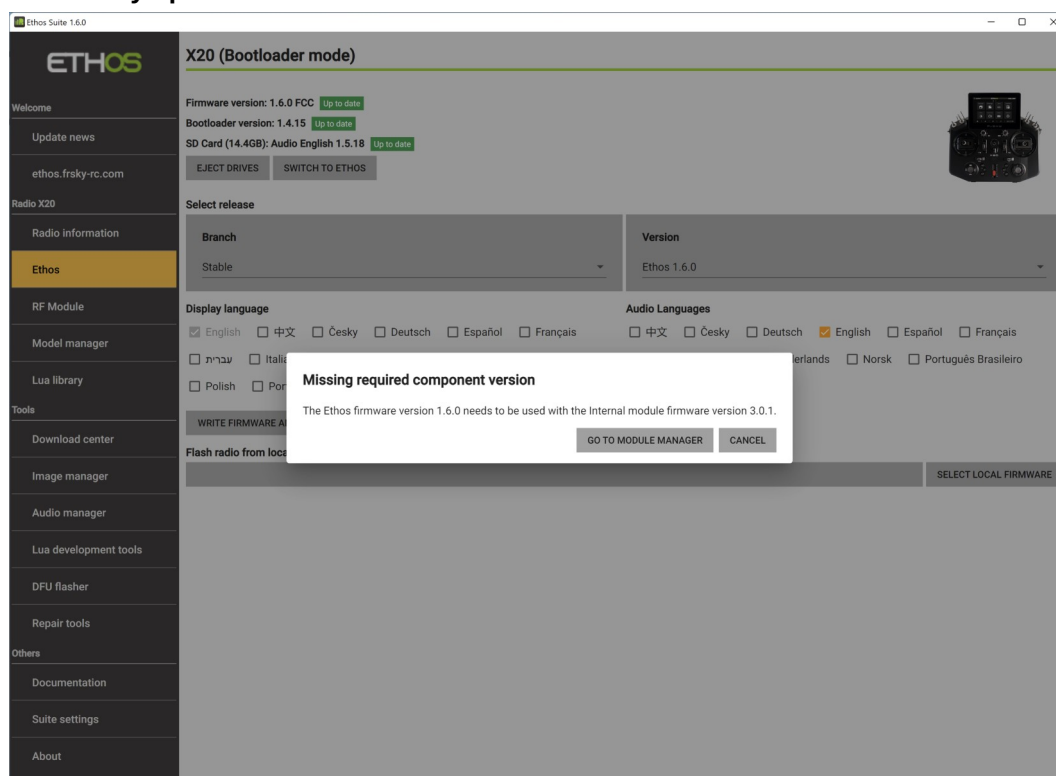 Ethos Suite 1.6.0
ETHOS
Welcome
Update news
ethos.frsky-rc.com
Radio X20
Radio information
Ethos
RF Module
Model manager
Lua library
Tools
Download center
Image manager
Audio manager
Lua development tools
DFU flasher
Repair tools
Others
Documentation
Suite settings
About
X20 (Bootloader mode)
Firmware version: 1.6.0 FCC Up to date
Bootloader version: 1.4.15 Up to date
SD Card (14.4GB): Audio English 1.5.18 Up to date
EJECT DRIVES SWITCH TO ETHOS
Select release
Branch
Stable
Version
Ethos 1.6.0
Display language
English 中文 Česky Deutsch Español Français
עברית
Polish
Audio Languages
中文 Česky Deutsch English Español Français
Norsk Português Brasileiro
WRITE FIRMWARE
Flash radio from
SELECT LOCAL FIRMWARE
Missing required component version
The Ethos firmware version 1.6.0 needs to be used with the Internal module firmware version 3.0.1.
GO TO MODULE MANAGER CANCEL